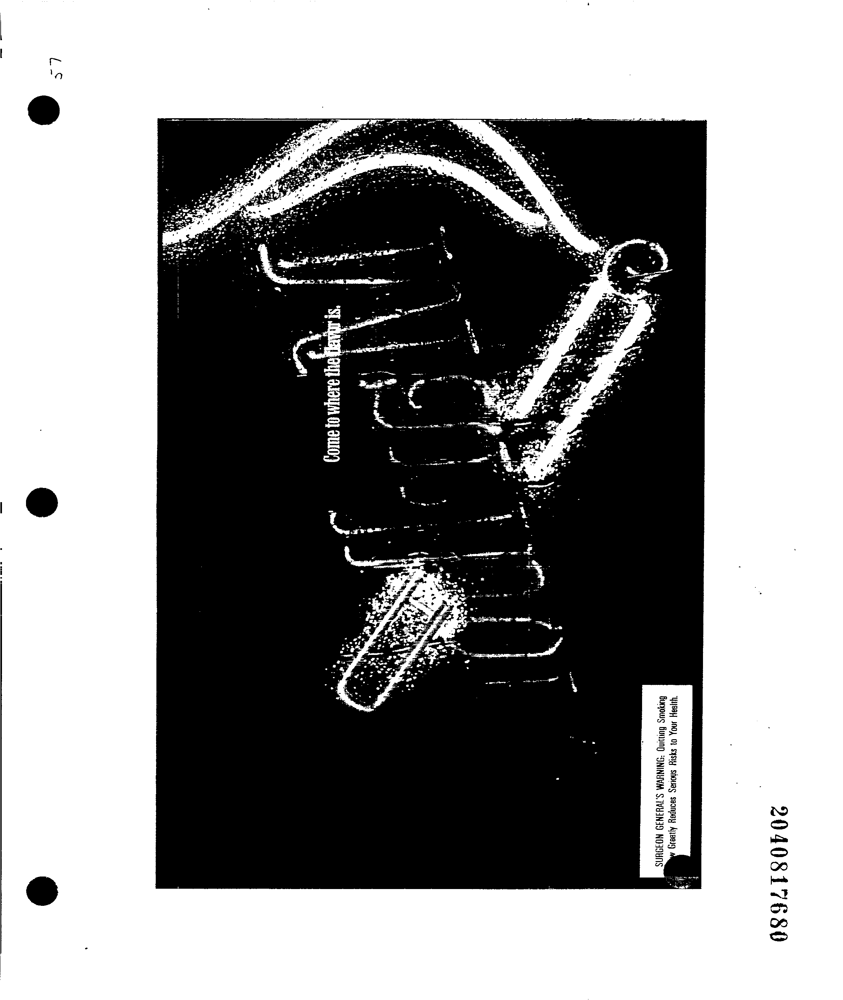 57
Come to where the flavor is.
SURGEON GENERAL'S WARNING: Quitting Smoking
Greatly Reduces Serious Risks to Your Health.
2040817680